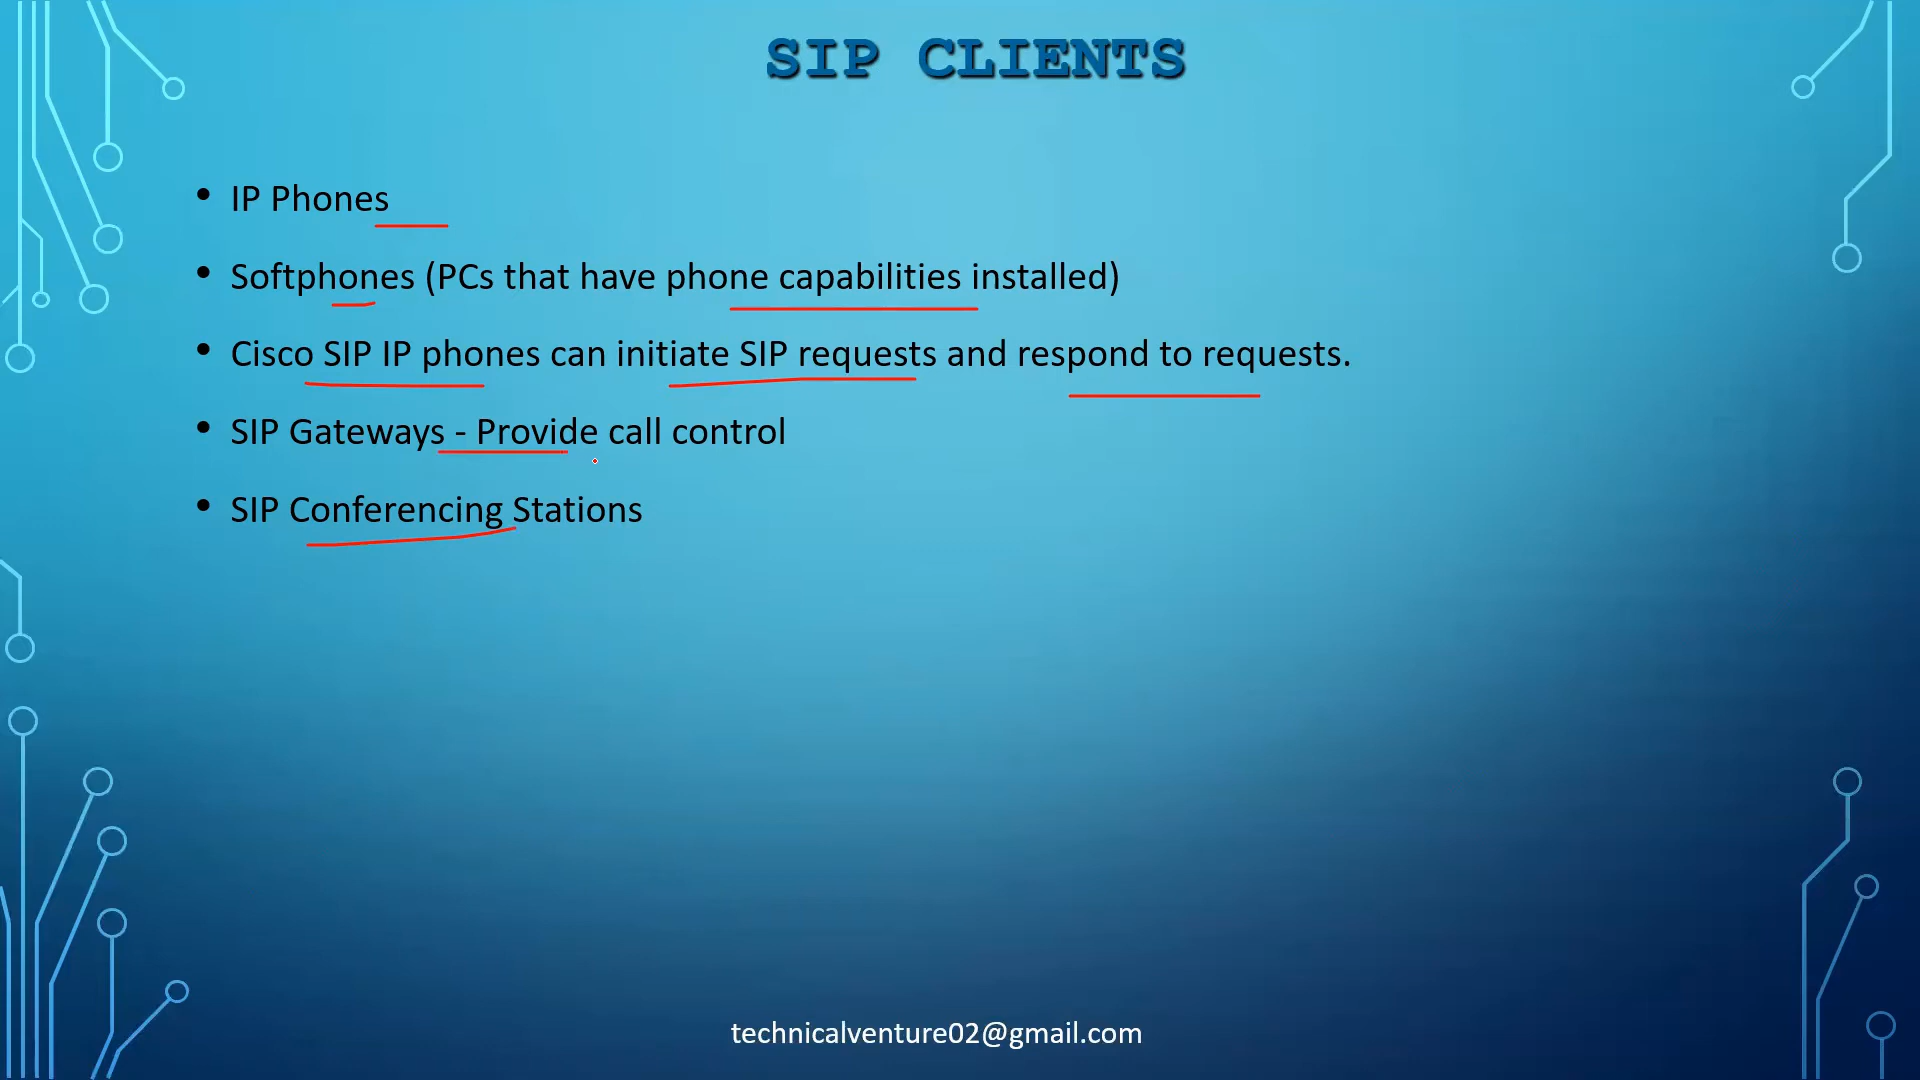 SIP CLIENTS
• IP Phones
• Softphones (PCs that have phone capabilities installed)
• Cisco SIP IP phones can initiate SIP requests and respond to requests.
• SIP Gateways - Provide call control
• SIP Conferencing Stations
technicalventure02@gmail.com